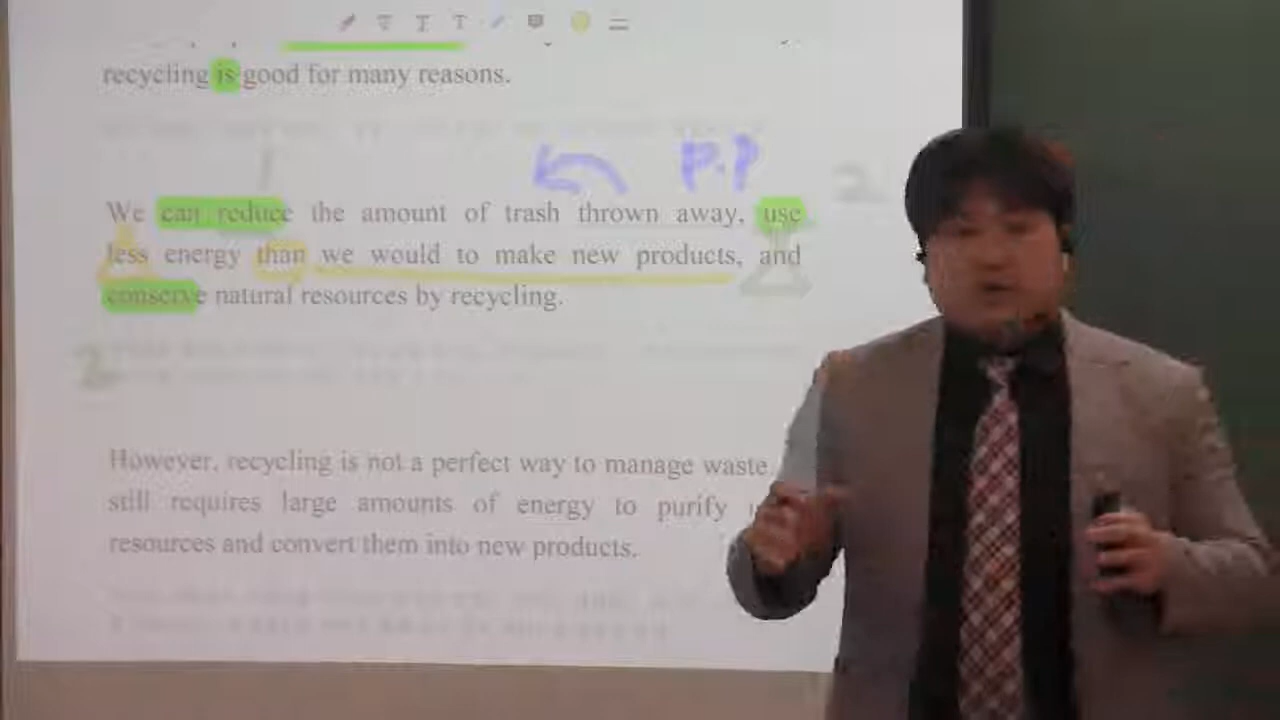 recycling is good for many reasons.
1
P.P
2
We can reduce the amount of trash thrown away, use
less energy than we would to make new products, and
conserve natural resources by recycling.
However, recycling is not a perfect way to manage waste
still requires large amounts of energy to purify
resources and convert them into new products.